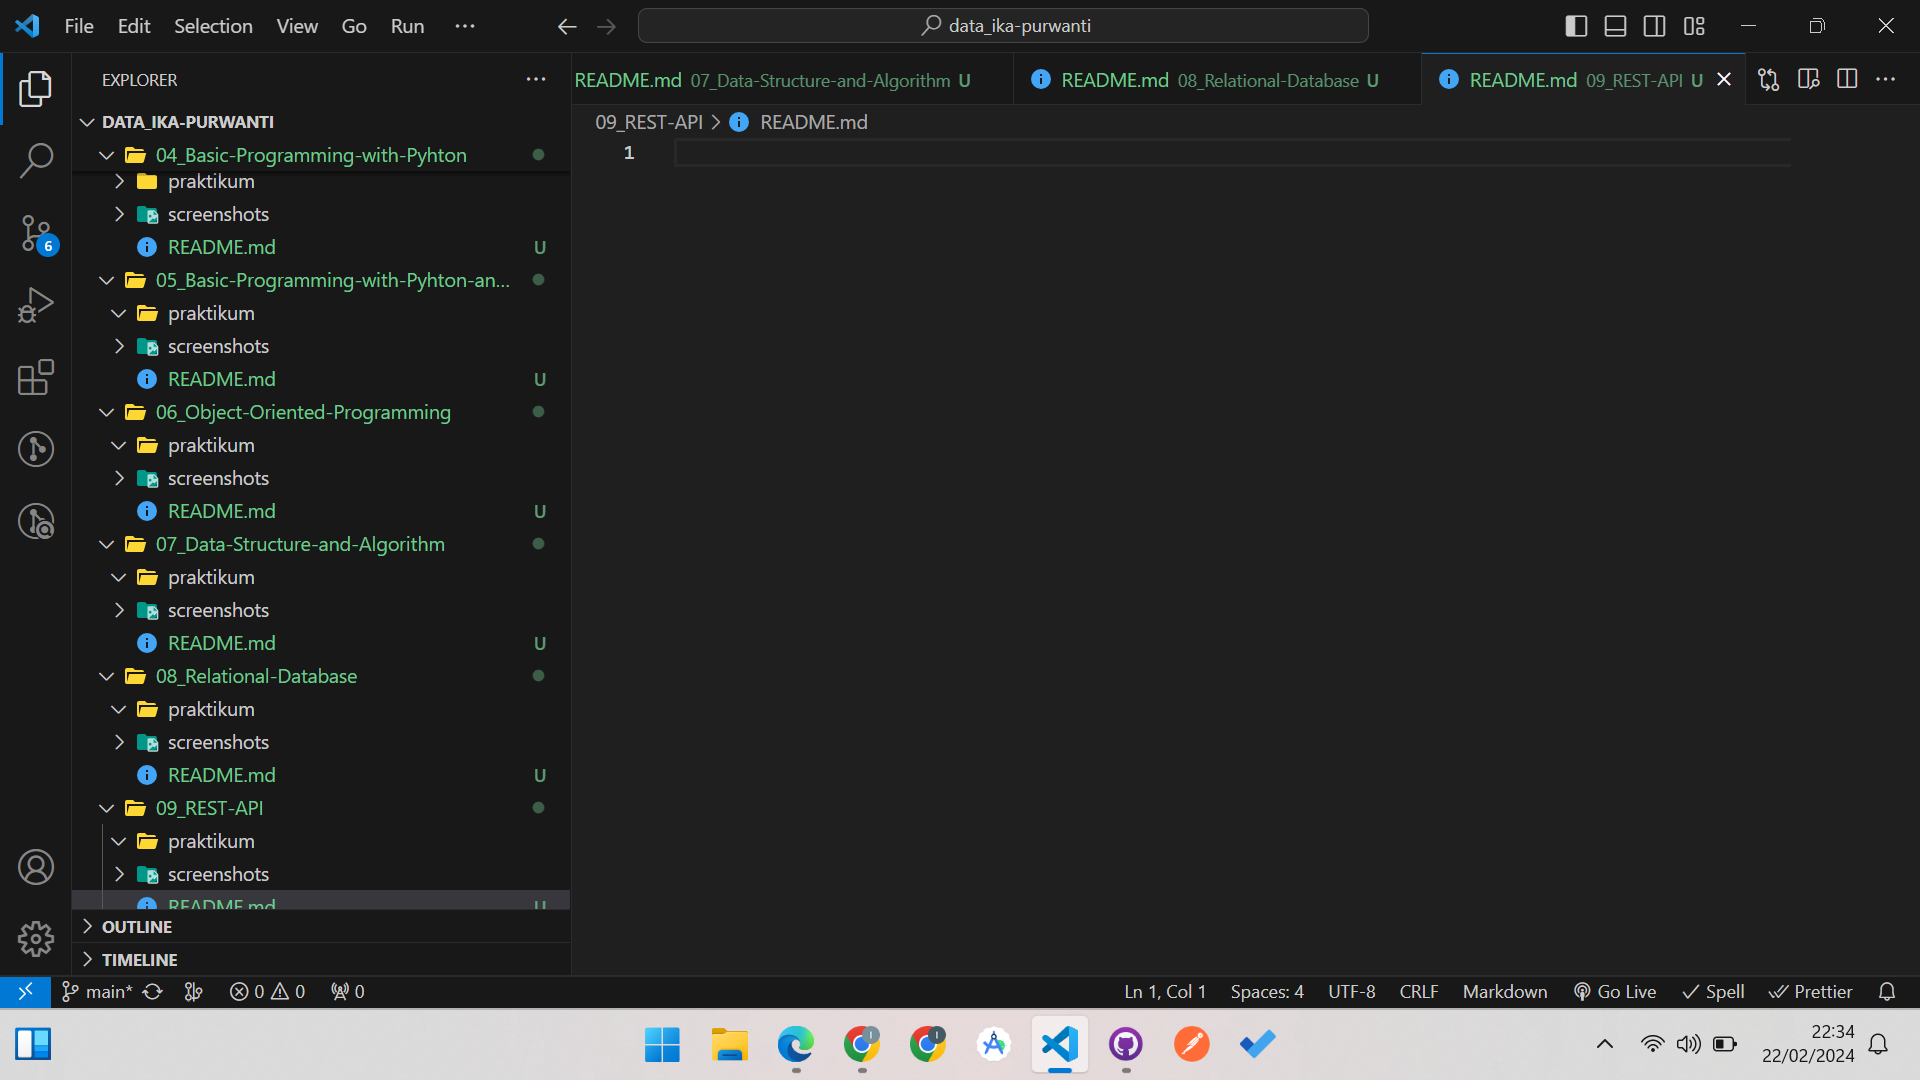 File Edit Selection View Go Run ···
data_ika-purwanti
EXPLORER
README.md 07_Data-Structure-and-Algorithm U
README.md 08_Relational-Database U
README.md 09_REST-API U
09_REST-API > README.md
1
DATA_IKA-PURWANTI
04_Basic-Programming-with-Pyhton
praktikum
screenshots
README.md U
05_Basic-Programming-with-Pyhton-an...
praktikum
screenshots
README.md U
06_Object-Oriented-Programming
praktikum
screenshots
README.md U
07_Data-Structure-and-Algorithm
praktikum
screenshots
README.md U
08_Relational-Database
praktikum
screenshots
README.md U
09_REST-API
praktikum
screenshots
README.md U
OUTLINE
TIMELINE
6
main* 0 0 0
Ln 1, Col 1 Spaces: 4 UTF-8 CRLF Markdown Go Live Spell Prettier
22:34
22/02/2024